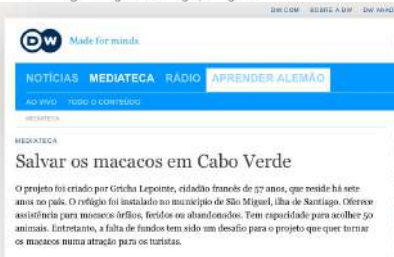 DW.COM SOBRE A DW DW AKAD
DW Made for minds.
NOTÍCIAS MEDIATECA RÁDIO APRENDER ALEMÃO
AO VIVO TODO O CONTEÚDO
MEDIATECA
MEDIATECA
Salvar os macacos em Cabo Verde
O projeto foi criado por Gricha Lepointe, cidadão francês de 37 anos, que reside há sete
anos no país. O refúgio foi instalado no município de São Miguel, ilha de Santiago. Oferece
assistência para macacos órfãos, feridos ou abandonados. Tem capacidade para acolher 50
animais. Entretanto, a falta de fundos tem sido um desafio para o projeto que quer tornar
os macacos numa atração para os turistas.